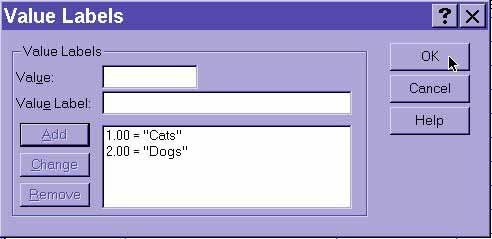 Value Labels
? X
Value Labels
Value:
Value Label:
Add
Change
Remove
1.00 = "Cats"
2.00 = "Dogs"
OK
Cancel
Help